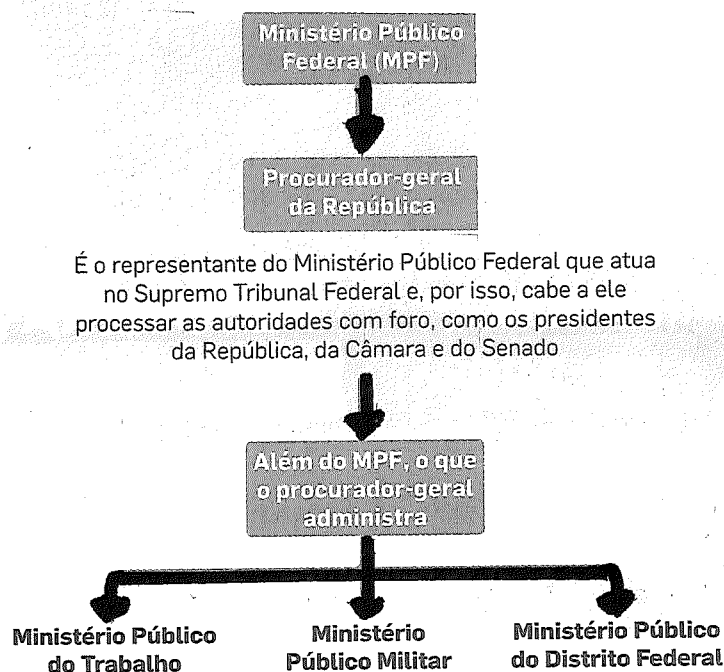 Ministério Público
Federal (MPF)
Procurador-geral
da República
É o representante do Ministério Público Federal que atua
no Supremo Tribunal Federal e, por isso, cabe a ele
processar as autoridades com foro, como os presidentes
da República, da Câmara e do Senado
Além do MPF, o que
o procurador-geral
administra
Ministério Público
do Trabalho
Ministério
Público Militar
Ministério Público
do Distrito Federal